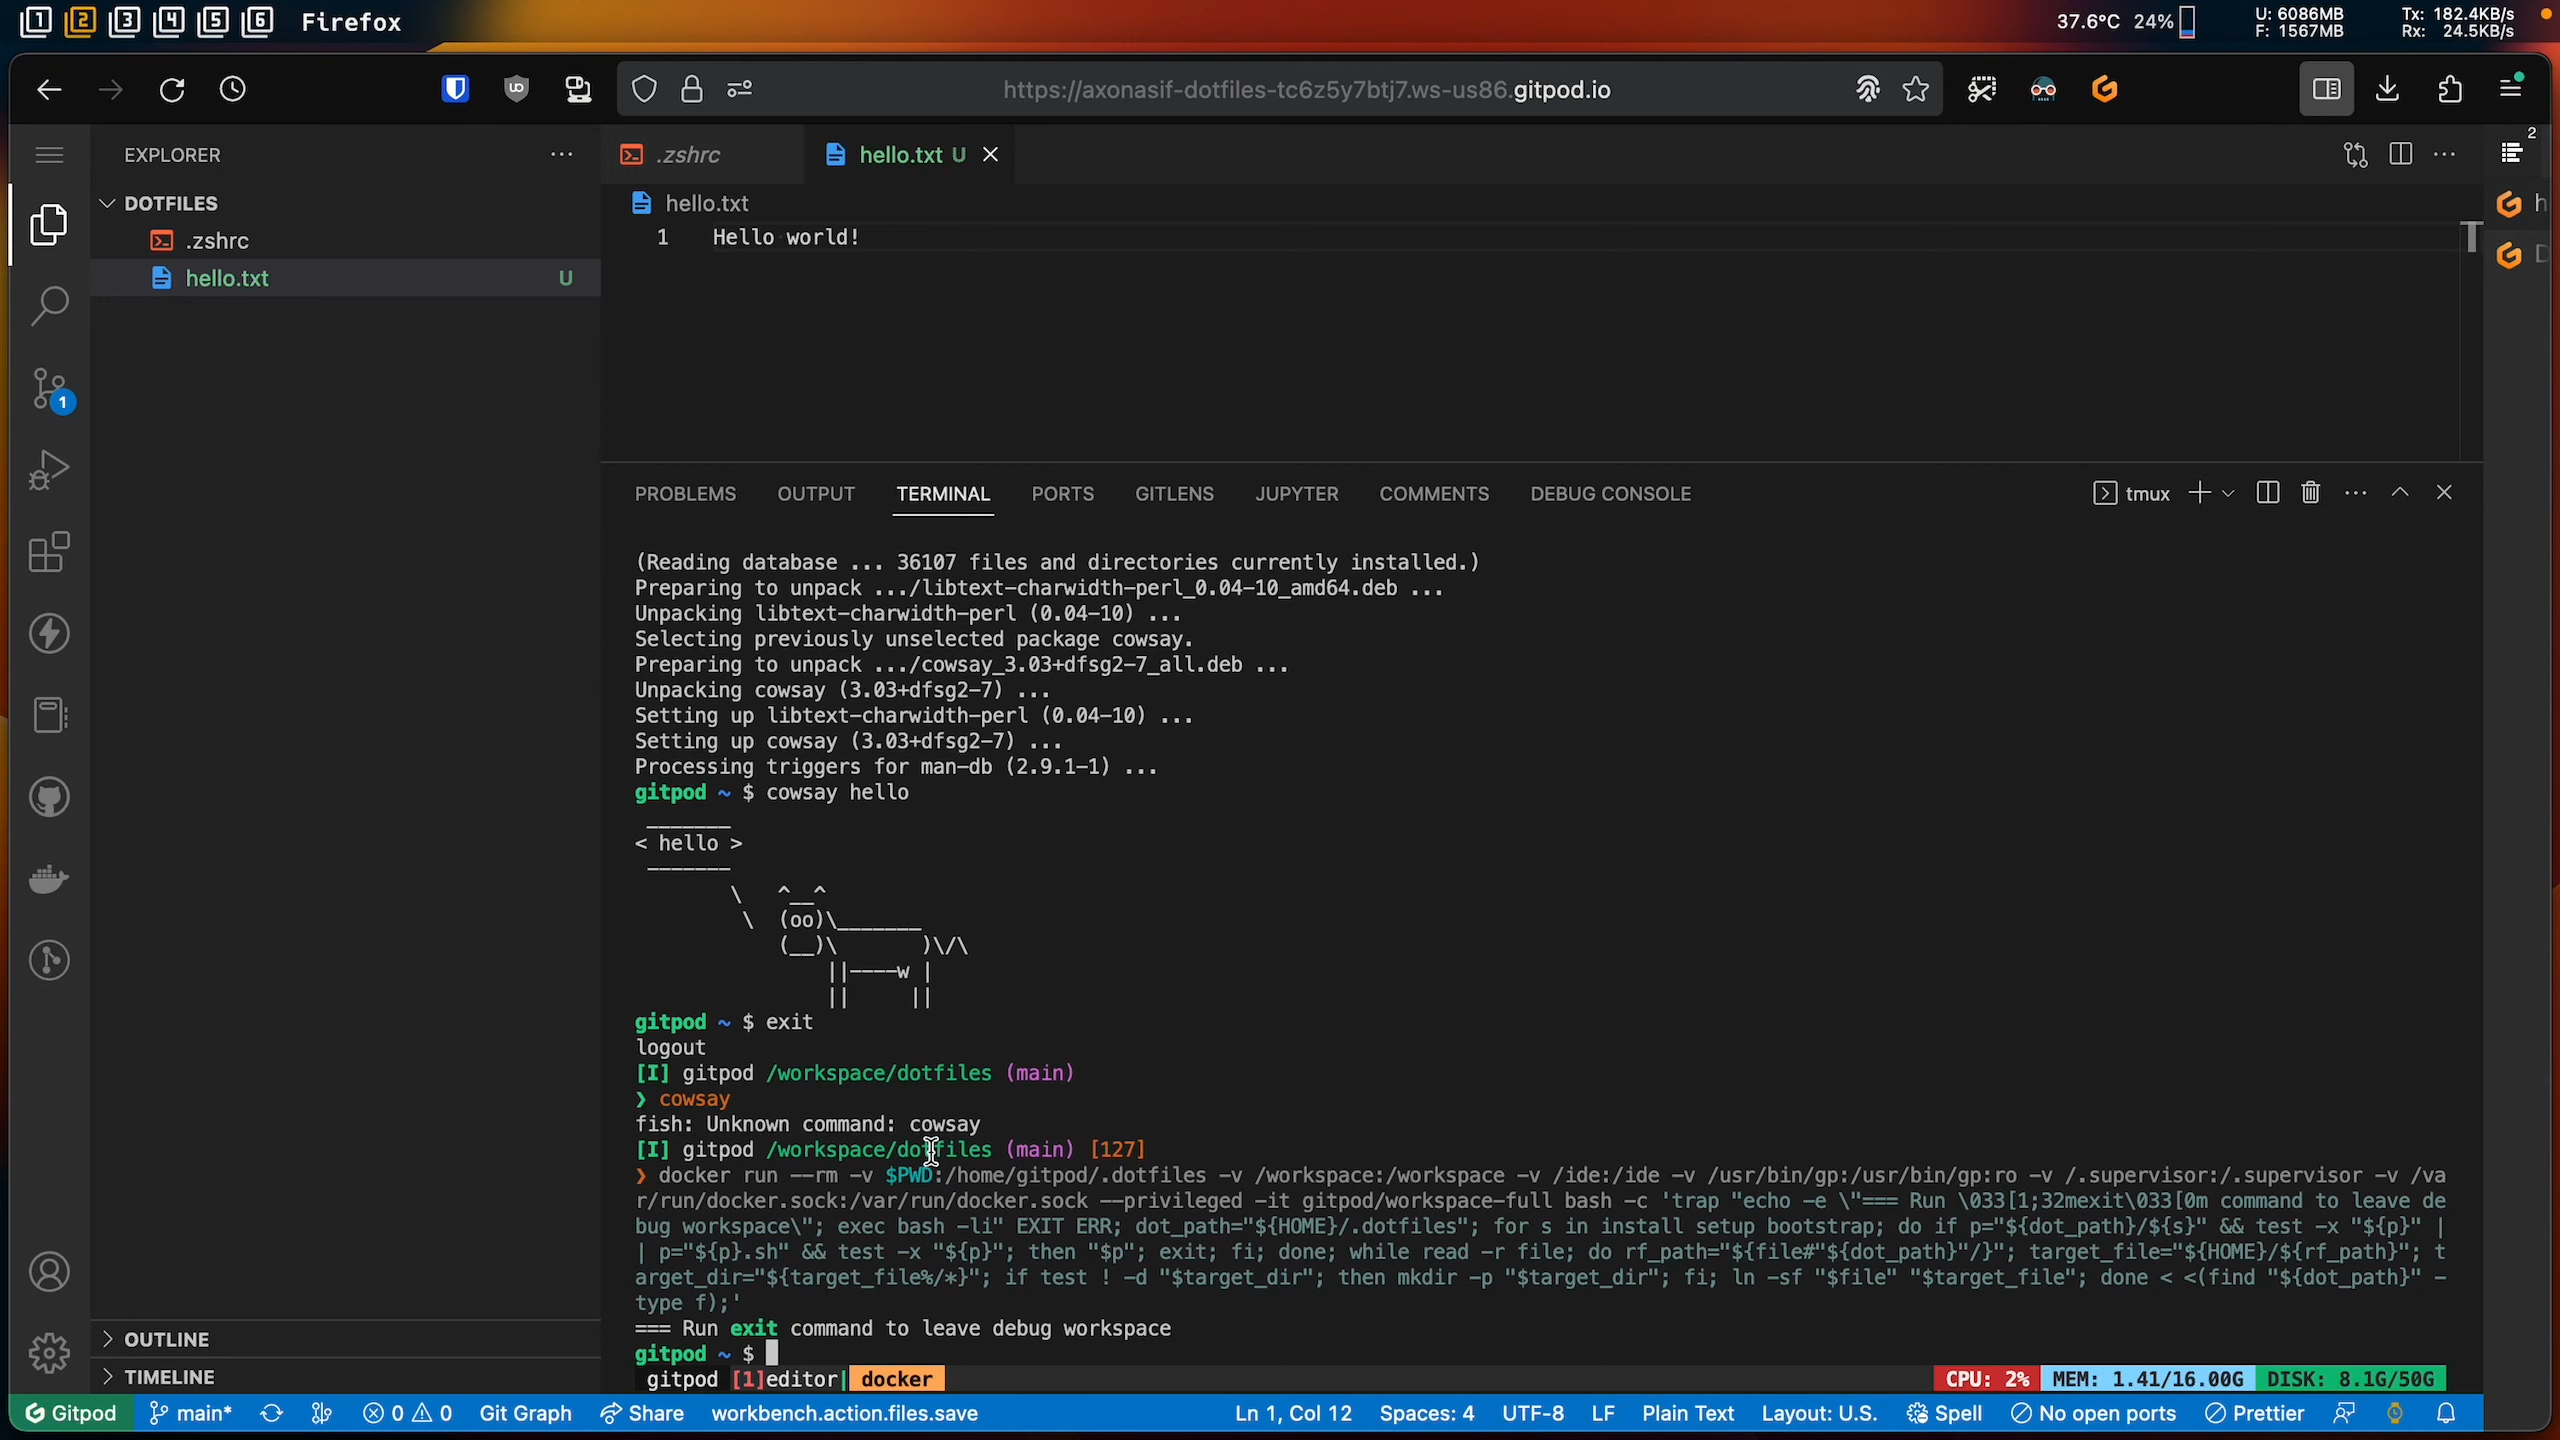 1 2 3 4 5 6 Firefox
37.6°C 24% U: 6086MB Tx: 182.4KB/s
F: 1567MB Rx: 24.5KB/s
https://axonasif-dotfiles-tc6z5y7btj7.ws-us86.gitpod.io
EXPLORER
DOTFILES
.zshrc
hello.txt U
1
.zshrc hello.txt U
hello.txt
1 Hello world!
2
PROBLEMS OUTPUT TERMINAL PORTS GITLENS JUPYTER COMMENTS DEBUG CONSOLE tmux
(Reading database ... 36107 files and directories currently installed.)
Preparing to unpack .../libtext-charwidth-perl_0.04-10_amd64.deb ...
Unpacking libtext-charwidth-perl (0.04-10) ...
Selecting previously unselected package cowsay.
Preparing to unpack .../cowsay_3.03+dfsg2-7_all.deb ...
Unpacking cowsay (3.03+dfsg2-7) ...
Setting up libtext-charwidth-perl (0.04-10) ...
Setting up cowsay (3.03+dfsg2-7) ...
Processing triggers for man-db (2.9.1-1) ...
gitpod ~ $ cowsay hello
 _______
< hello >
 -------
        \   ^__^
         \  (oo)\_______
            (__)\       )\/\
                ||----w |
                ||     ||
gitpod ~ $ exit
logout
[I] gitpod /workspace/dotfiles (main)
❯ cowsay
fish: Unknown command: cowsay
[I] gitpod /workspace/dotfiles (main) [127]
❯ docker run --rm -v $PWD:/home/gitpod/.dotfiles -v /workspace:/workspace -v /ide:/ide -v /usr/bin/gp:/usr/bin/gp:ro -v /.supervisor:/.supervisor -v /va
r/run/docker.sock:/var/run/docker.sock --privileged -it gitpod/workspace-full bash -c 'trap "echo -e \"=== Run \033[1;32mexit\033[0m command to leave de
bug workspace\"; exec bash -li" EXIT ERR; dot_path="${HOME}/.dotfiles"; for s in install setup bootstrap; do if p="${dot_path}/${s}" && test -x "${p}" |
| p="${p}.sh" && test -x "${p}"; then "$p"; exit; fi; done; while read -r file; do rf_path="${file#"${dot_path}"/}"; target_file="${HOME}/${rf_path}"; t
arget_dir="${target_file%/*}"; if test ! -d "$target_dir"; then mkdir -p "$target_dir"; fi; ln -sf "$file" "$target_file"; done < <(find "${dot_path}" -
type f);'
=== Run exit command to leave debug workspace
gitpod ~ $
gitpod [1]editor| docker CPU: 2% MEM: 1.41/16.00G DISK: 8.1G/50G
OUTLINE
TIMELINE
Gitpod main* 0 0 Git Graph Share workbench.action.files.save Ln 1, Col 12 Spaces: 4 UTF-8 LF Plain Text Layout: U.S. Spell No open ports Prettier